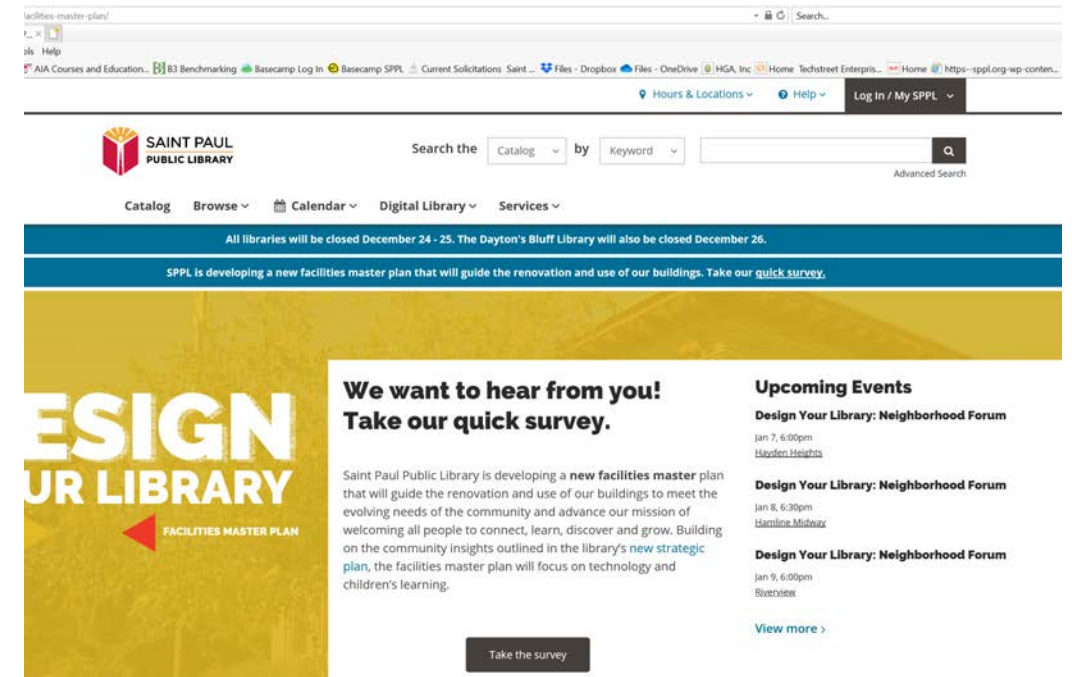 facilities-master-plan/
Search...
Help
AIA Courses and Education... B3 Benchmarking Basecamp Log In Basecamp SPPL Current Solicitations Saint ... Files - Dropbox Files - OneDrive HGA, Inc Home Techstreet Enterpris... Home https--sppl.org-wp-conten...
Hours & Locations Help Log In / My SPPL
SAINT PAUL
PUBLIC LIBRARY
Search the Catalog by Keyword
Advanced Search
Catalog Browse Calendar Digital Library Services
All libraries will be closed December 24 - 25. The Dayton's Bluff Library will also be closed December 26.
SPPL is developing a new facilities master plan that will guide the renovation and use of our buildings. Take our quick survey.
ESIGN
UR LIBRARY
FACILITIES MASTER PLAN
We want to hear from you!
Take our quick survey.
Saint Paul Public Library is developing a new facilities master plan
that will guide the renovation and use of our buildings to meet the
evolving needs of the community and advance our mission of
welcoming all people to connect, learn, discover and grow. Building
on the community insights outlined in the library's new strategic
plan, the facilities master plan will focus on technology and
children's learning.
Take the survey
Upcoming Events
Design Your Library: Neighborhood Forum
Jan 7, 6:00pm
Hayden Heights
Design Your Library: Neighborhood Forum
Jan 8, 6:30pm
Hamline Midway
Design Your Library: Neighborhood Forum
Jan 9, 6:00pm
Riverview
View more >